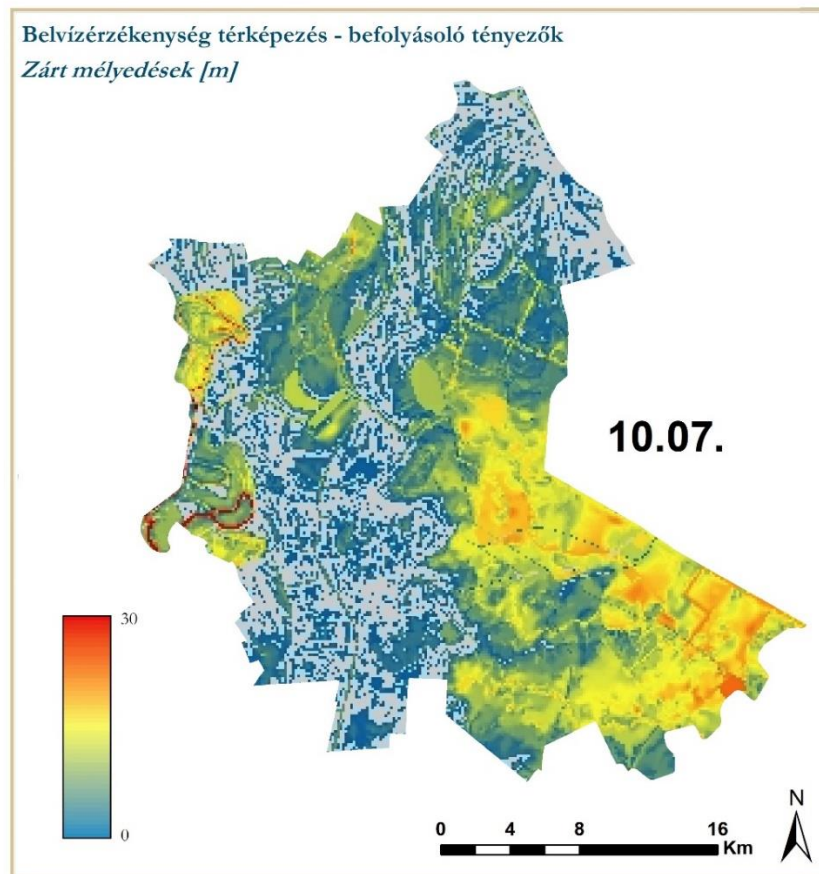 Belvízérzékenység térképezés - befolyásoló tényezők
Zárt mélyedések [m]
10.07.
30
0
N
0 4 8 16
Km